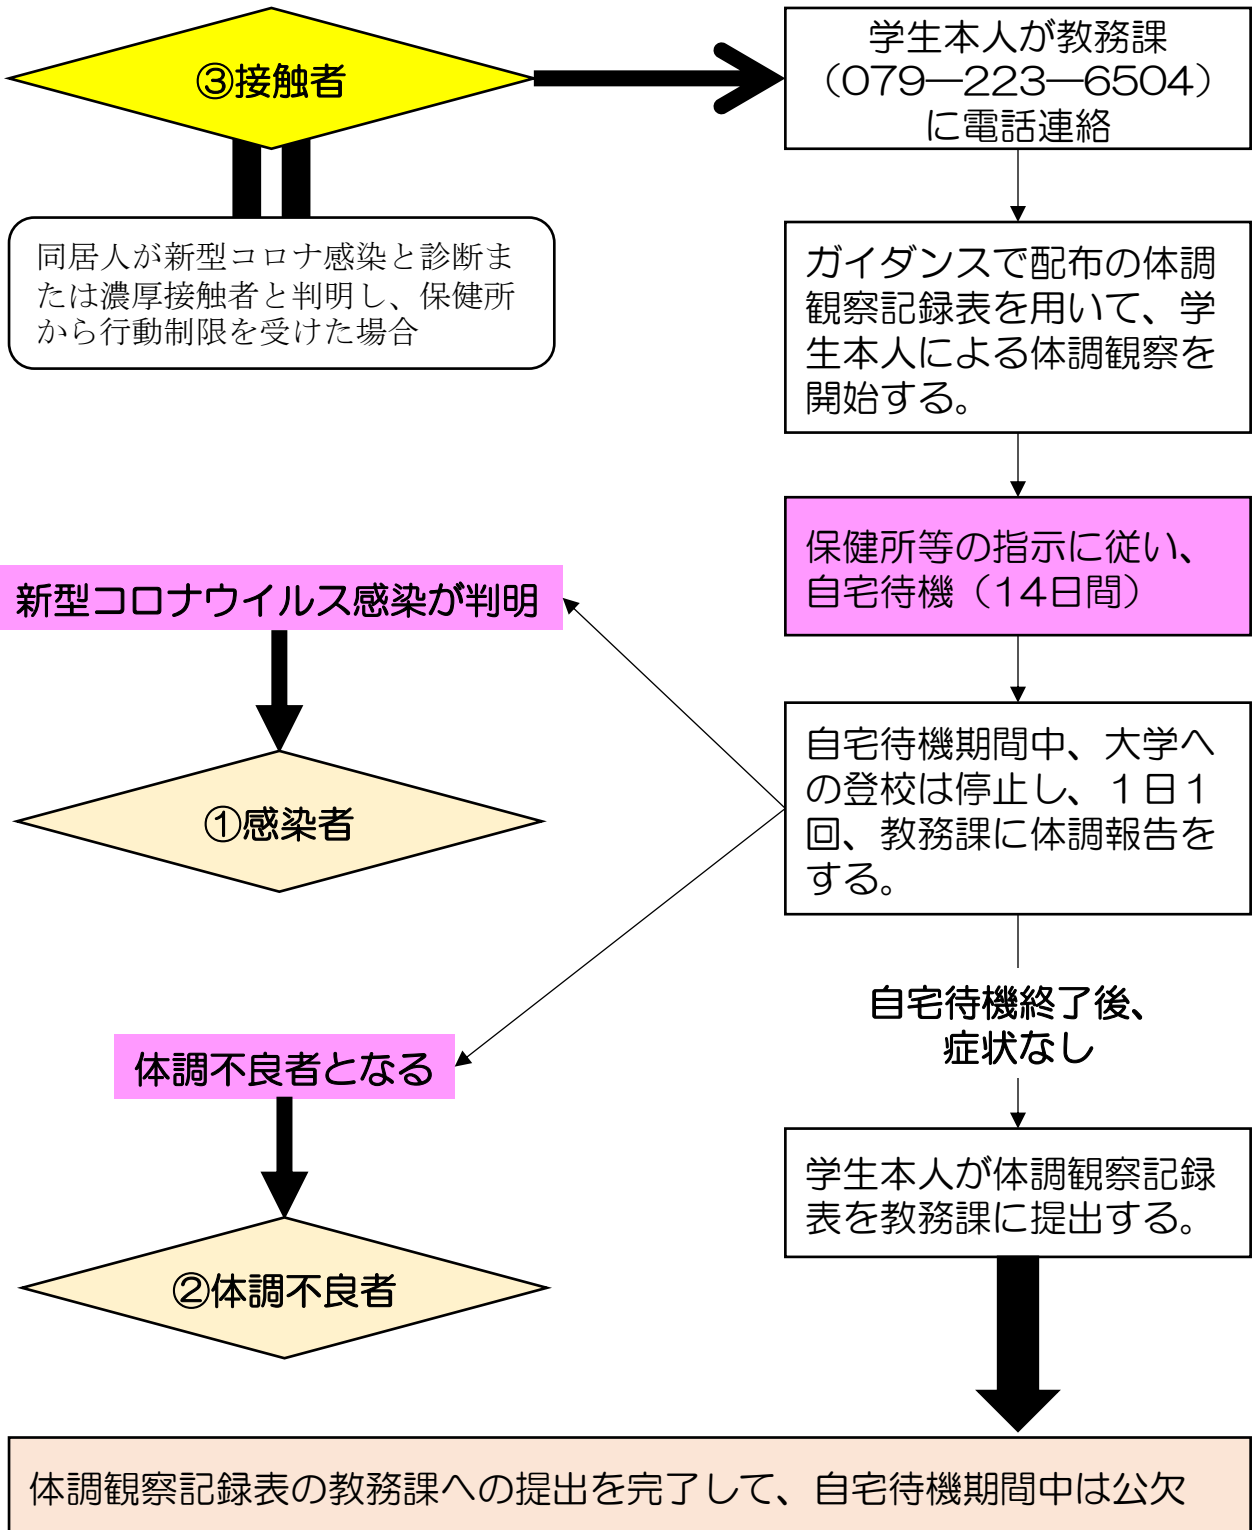 ③接触者
学生本人が教務課
（079―223―6504）
に電話連絡
同居人が新型コロナ感染と診断ま
たは濃厚接触者と判明し、保健所
から行動制限を受けた場合
ガイダンスで配布の体調
観察記録表を用いて、学
生本人による体調観察を
開始する。
保健所等の指示に従い、
自宅待機（14日間）
新型コロナウイルス感染が判明
①感染者
自宅待機期間中、大学へ
の登校は停止し、１日１
回、教務課に体調報告を
する。
自宅待機終了後、
症状なし
体調不良者となる
②体調不良者
学生本人が体調観察記録
表を教務課に提出する。
体調観察記録表の教務課への提出を完了して、自宅待機期間中は公欠